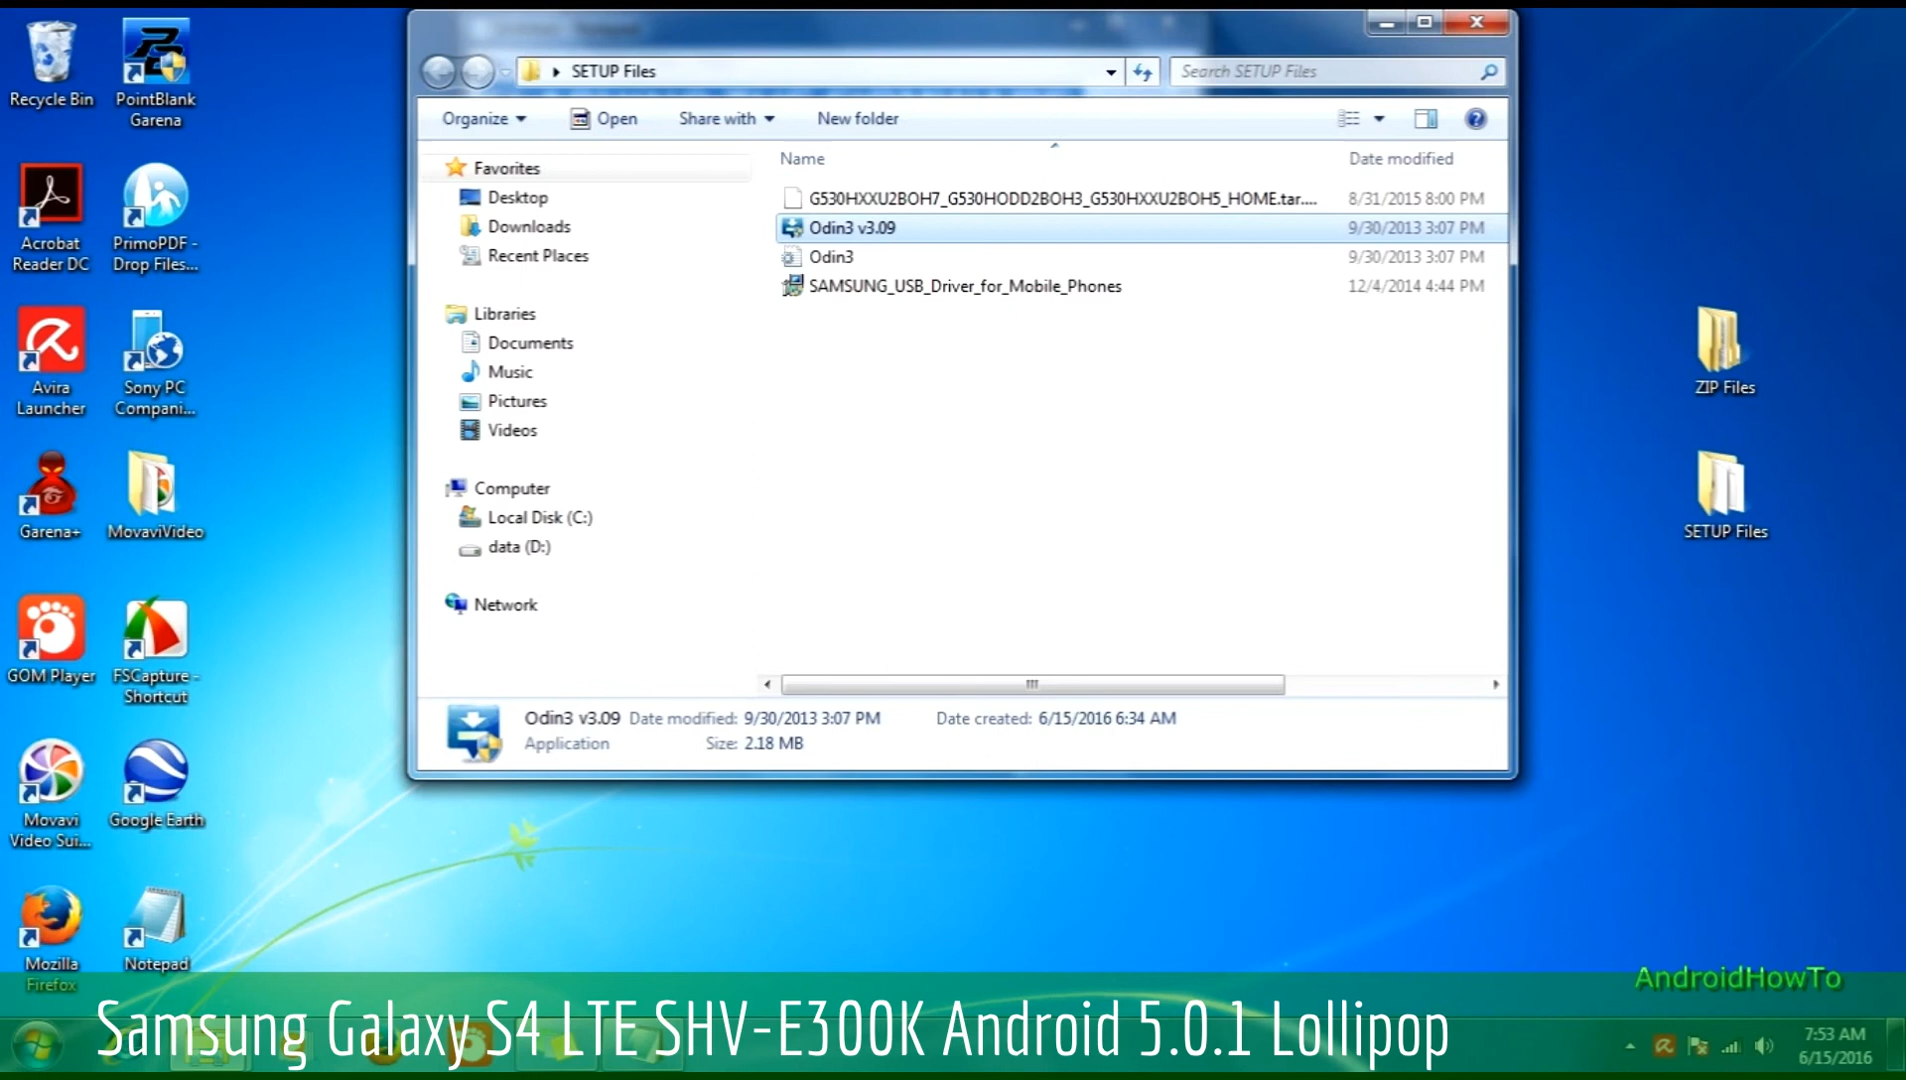 Recycle Bin
PointBlank
Garena
Acrobat
Reader DC
PrimoPDF -
Drop Files...
Avira
Launcher
Sony PC
Compani...
Garena+
MovaviVideo
GOM Player
FSCapture -
Shortcut
Movavi
Video Sui...
Google Earth
Mozilla
Firefox
Notepad
SETUP Files
Search SETUP Files
Organize
Open
Share with
New folder
Favorites
Desktop
Downloads
Recent Places
Libraries
Documents
Music
Pictures
Videos
Computer
Local Disk (C:)
data (D:)
Network
Name
Date modified
G530HXXU2BOH7_G530HODD2BOH3_G530HXXU2BOH5_HOME.tar....
8/31/2015 8:00 PM
Odin3 v3.09
9/30/2013 3:07 PM
Odin3
9/30/2013 3:07 PM
SAMSUNG_USB_Driver_for_Mobile_Phones
12/4/2014 4:44 PM
Odin3 v3.09 Date modified: 9/30/2013 3:07 PM Date created: 6/15/2016 6:34 AM
Application Size: 2.18 MB
ZIP Files
SETUP Files
AndroidHowTo
Samsung Galaxy S4 LTE SHV-E300K Android 5.0.1 Lollipop
7:53 AM
6/15/2016